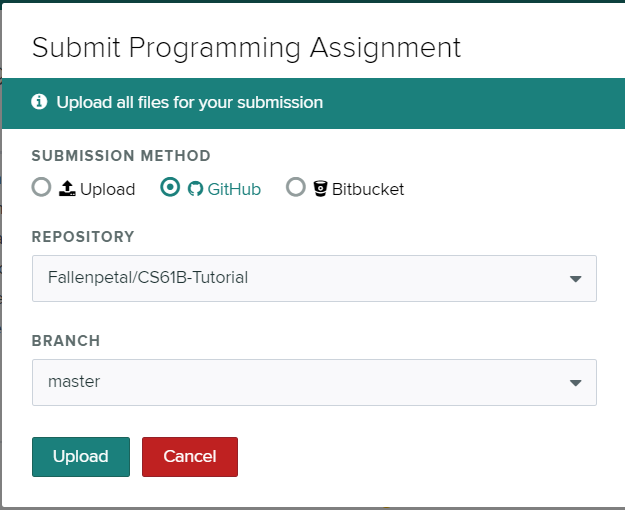 Submit Programming Assignment
Upload all files for your submission
SUBMISSION METHOD
Upload GitHub Bitbucket
REPOSITORY
Fallenpetal/CS61B-Tutorial
BRANCH
master
Upload Cancel